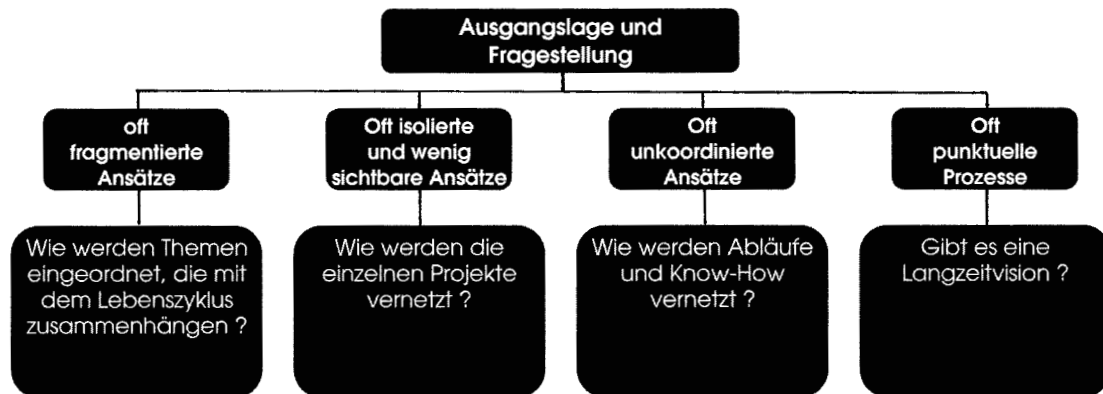 Ausgangslage und
Fragestellung
oft
fragmentierte
Ansätze
Oft isolierte
und wenig
sichtbare Ansätze
Oft
unkoordinierte
Ansätze
Oft
punktuelle
Prozesse
Wie werden Themen
eingeordnet, die mit
dem Lebenszyklus
zusammenhängen ?
Wie werden die
einzelnen Projekte
vernetzt ?
Wie werden Abläufe
und Know-How
vernetzt ?
Gibt es eine
Langzeitvision ?